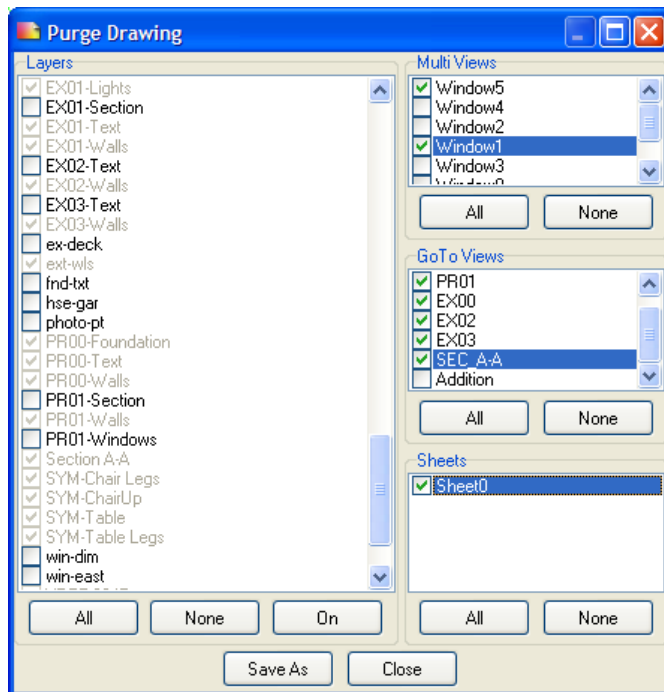 Purge Drawing
Layers
EX01-Lights
EX01-Section
EX01-Text
EX01-Walls
EX02-Text
EX02-Walls
EX03-Text
EX03-Walls
ex-deck
ext-wls
fnd-txt
hse-gar
photo-pt
PR00-Foundation
PR00-Text
PR00-Walls
PR01-Section
PR01-Walls
PR01-Windows
Section A-A
SYM-Chair Legs
SYM-ChairUp
SYM-Table
SYM-Table Legs
win-dim
win-east
All None On
Multi Views
Window5
Window4
Window2
Window1
Window3
All None
GoTo Views
PR01
EX00
EX02
EX03
SEC_A-A
Addition
All None
Sheets
Sheet0
All None
Save As Close